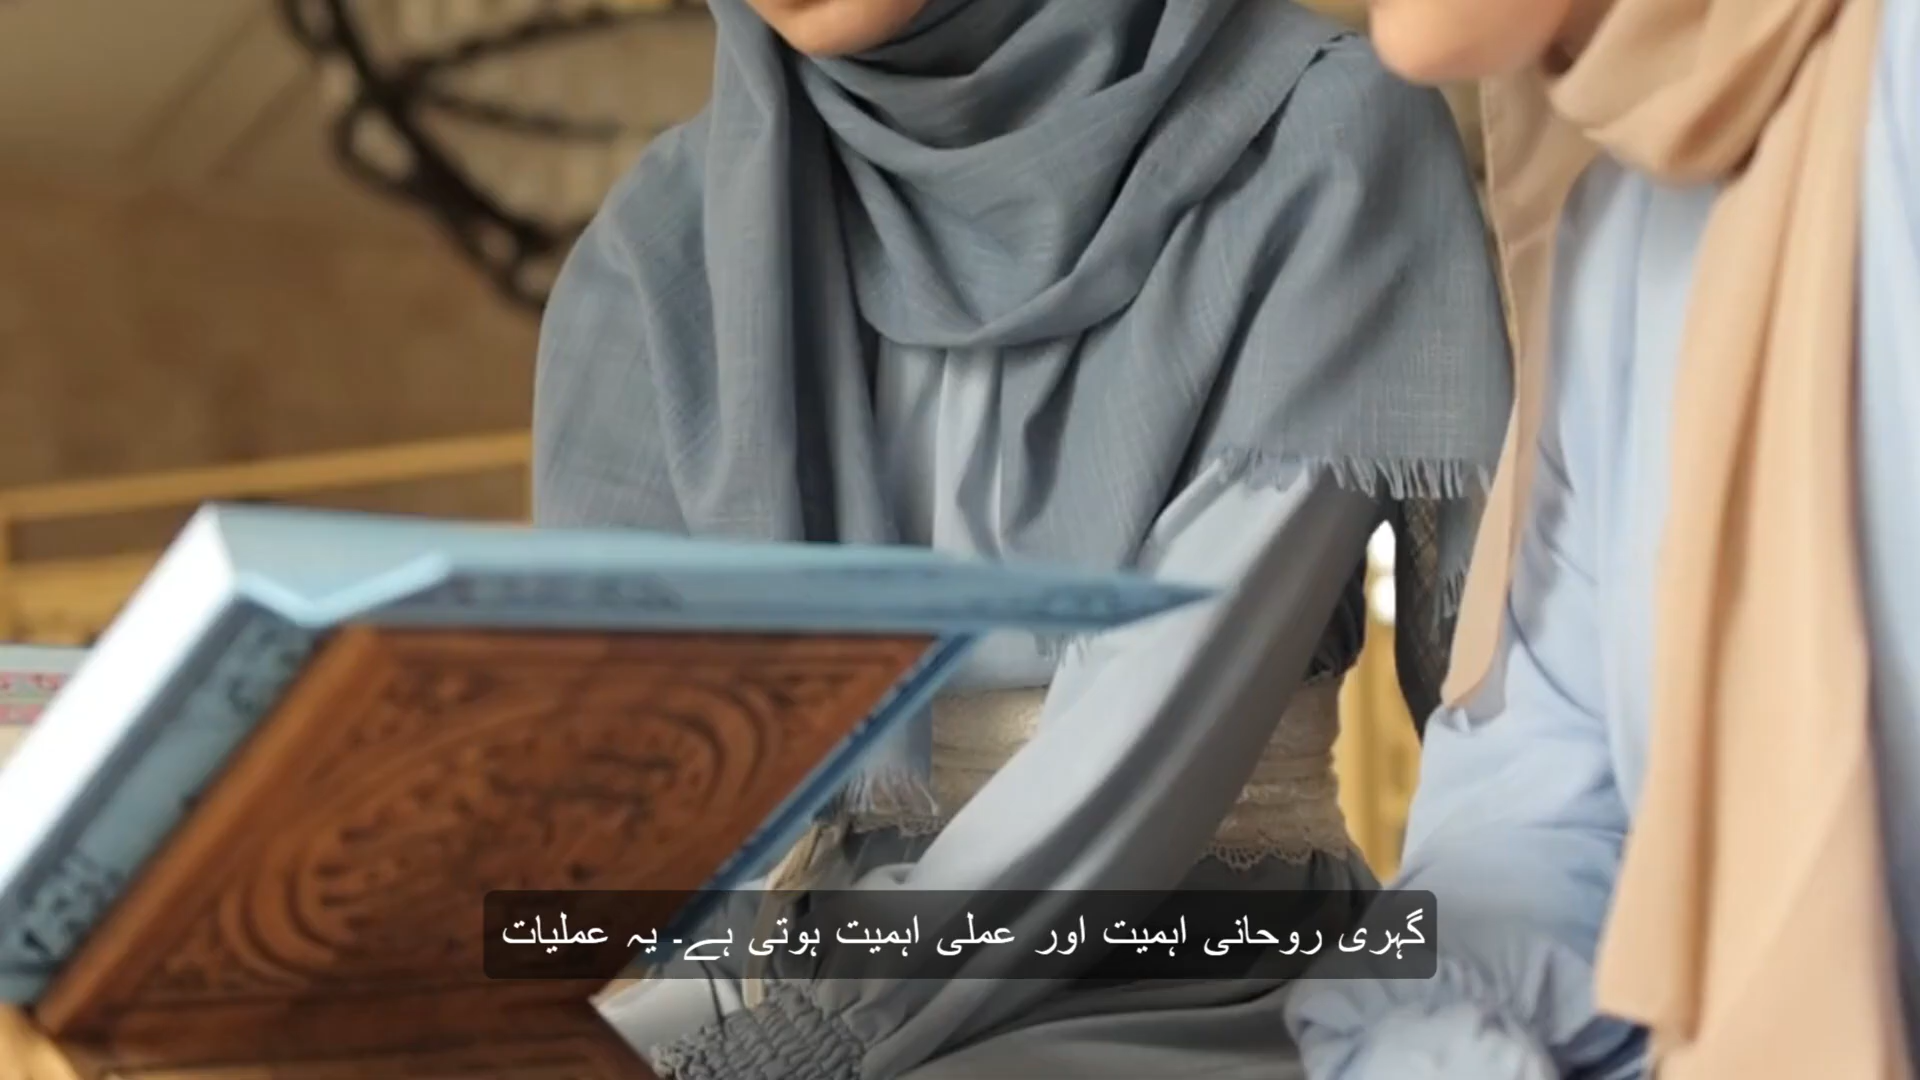 گہری روحانی اہمیت اور عملی اہمیت ہوتی ہے۔ یہ عملیات